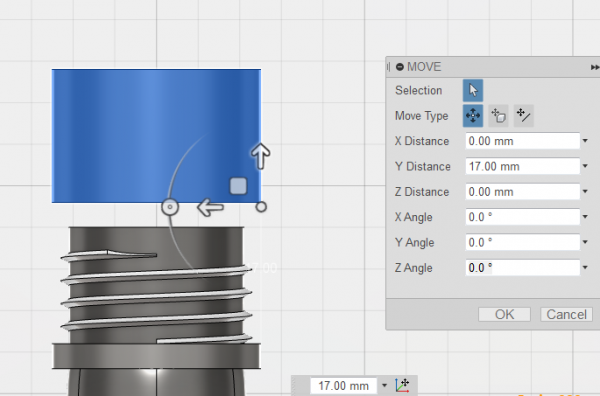 MOVE
Selection
Move Type
X Distance 0.00 mm
Y Distance 17.00 mm
Z Distance 0.00 mm
X Angle 0.0 °
Y Angle 0.0 °
Z Angle 0.0 °
OK Cancel
17.00 mm